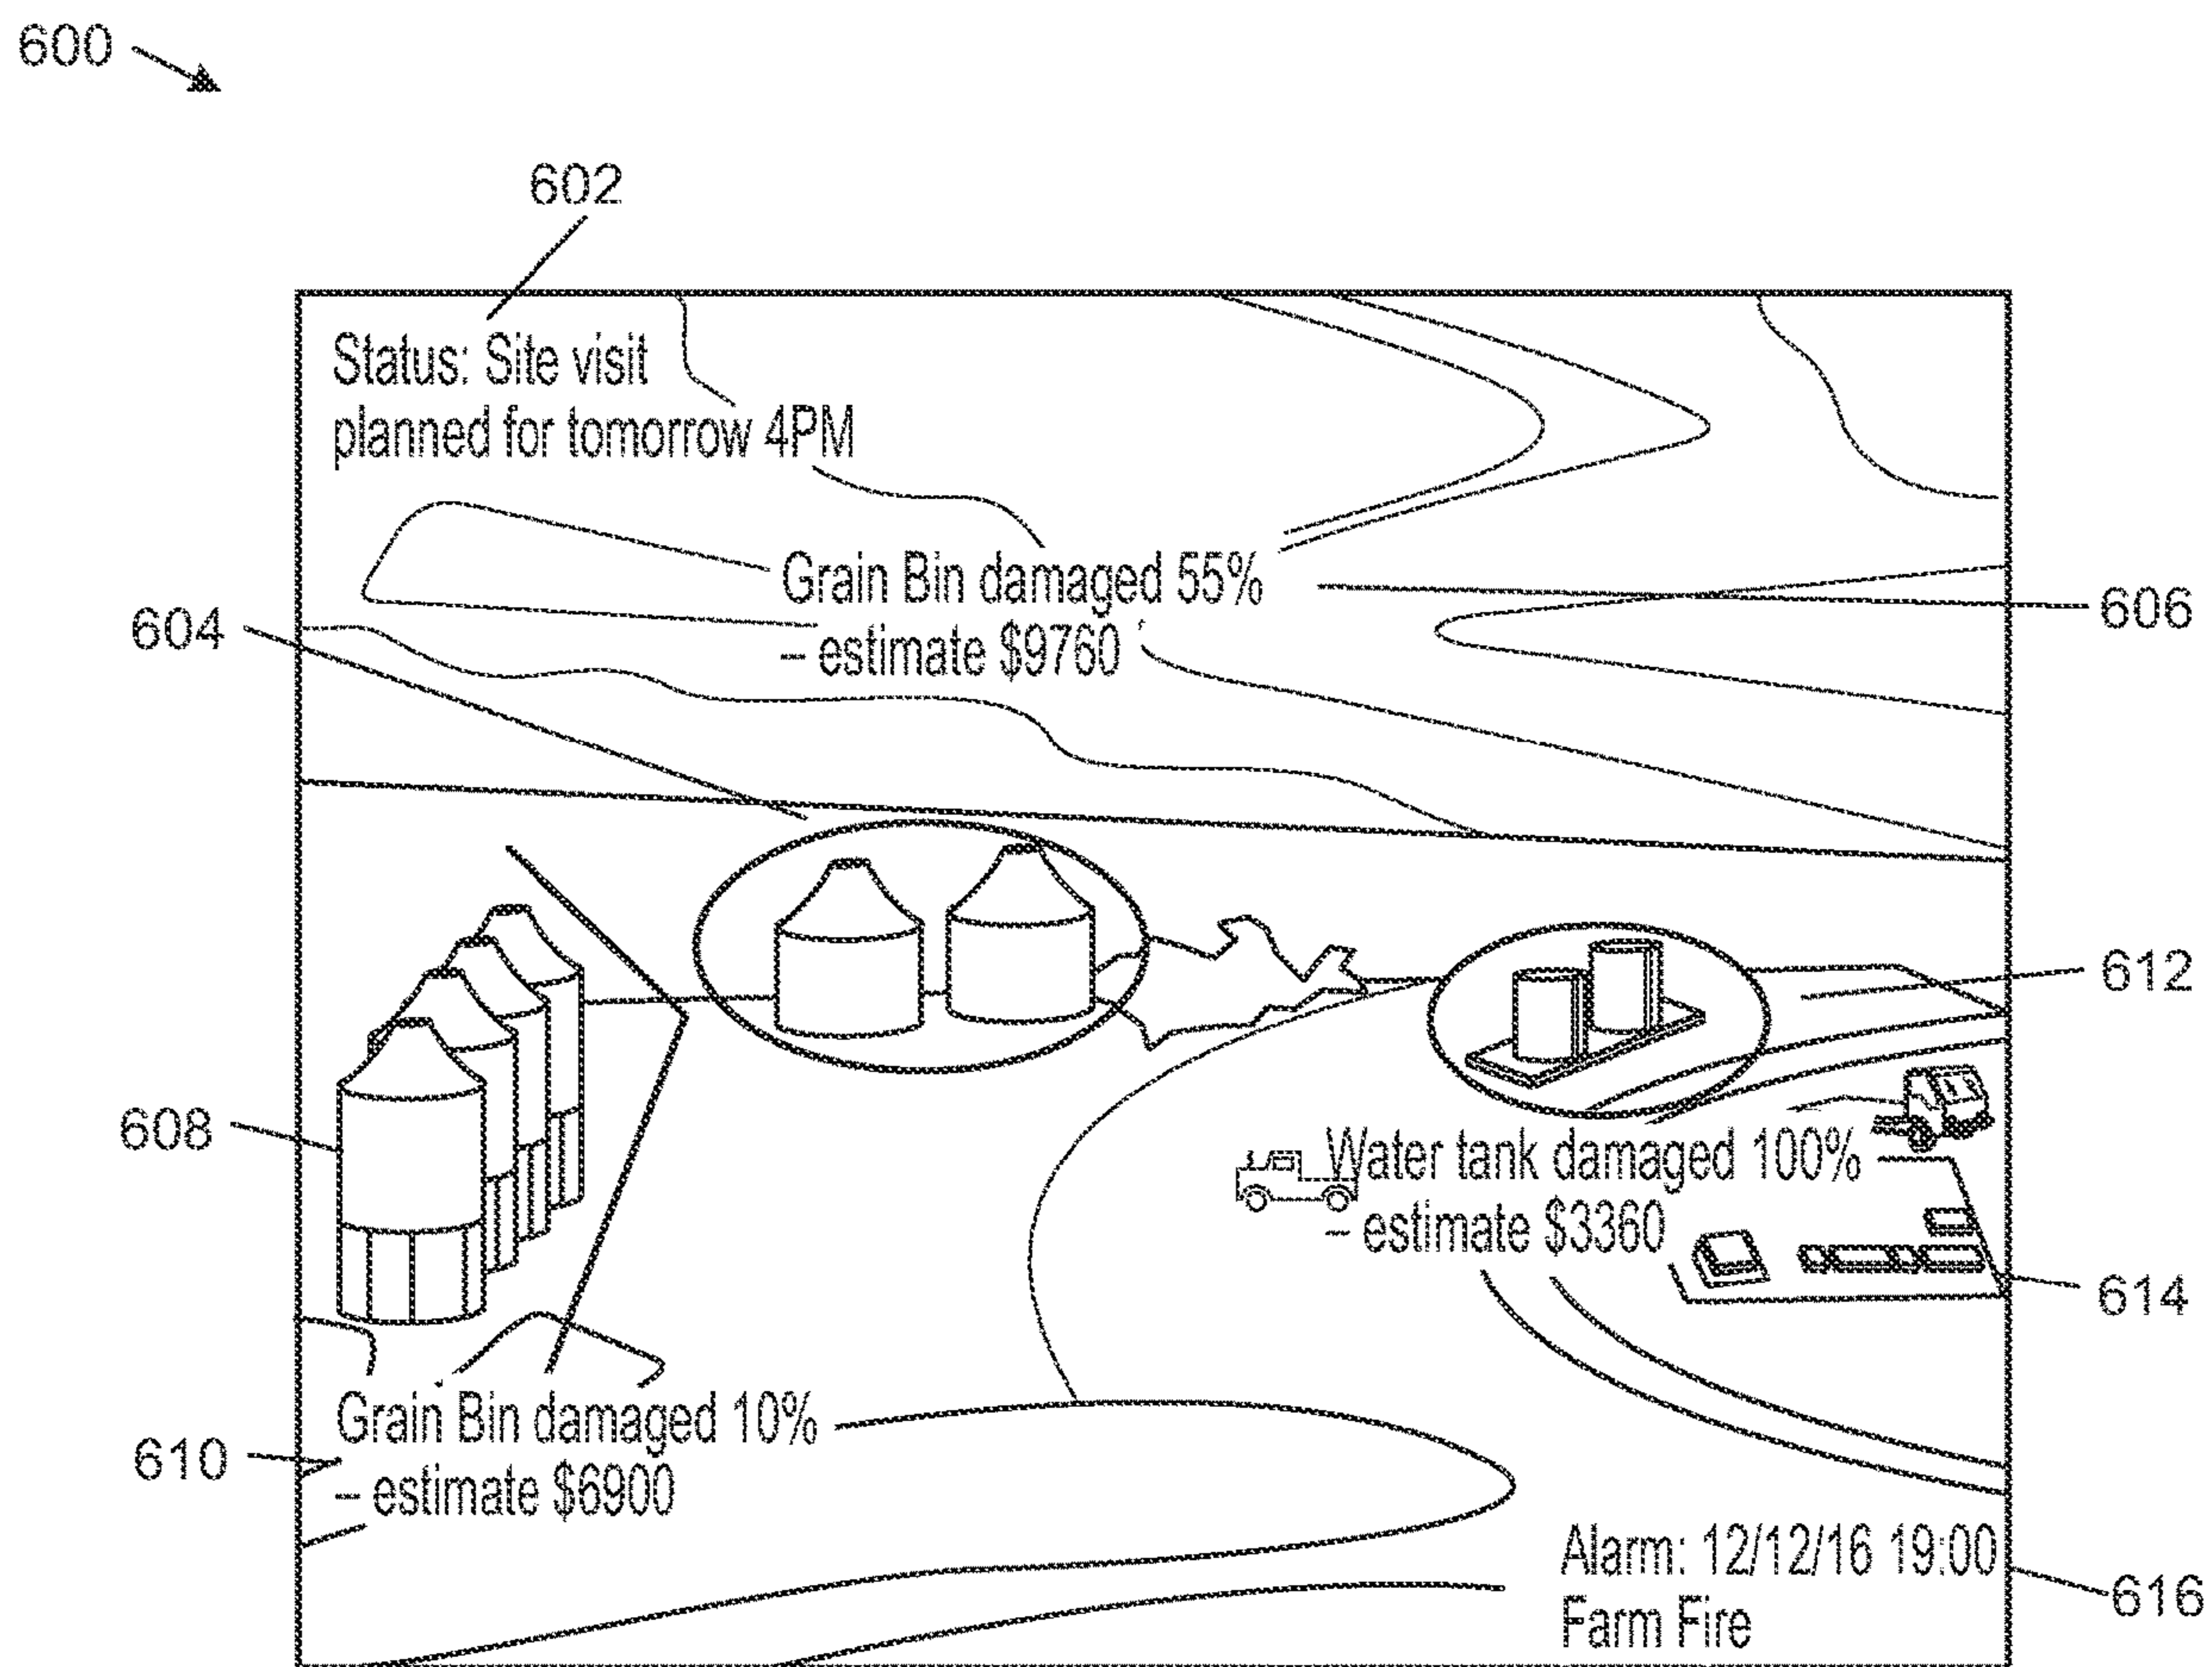 600
602
Status: Site visit
planned for tomorrow 4PM
Grain Bin damaged 55%
– estimate $9760
604
606
612
608
Water tank damaged 100%
– estimate $3360
614
Grain Bin damaged 10%
– estimate $6900
610
Alarm: 12/12/16 19:00
Farm Fire
616